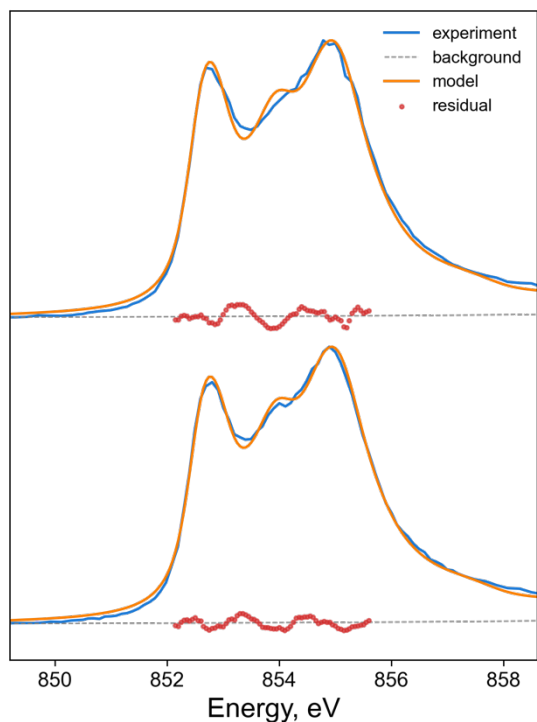 experiment
background
model
residual
850 852 854 856 858
Energy, eV